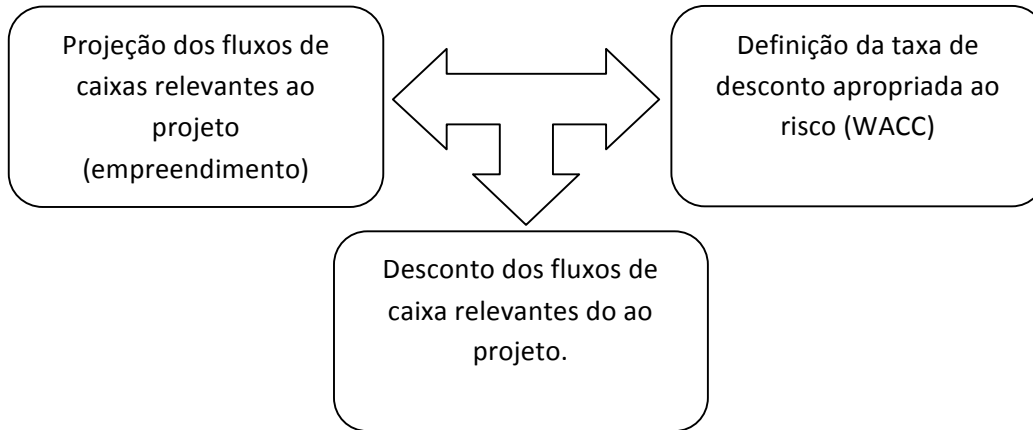 Projeção dos fluxos de
caixas relevantes ao
projeto
(empreendimento)
Definição da taxa de
desconto apropriada ao
risco (WACC)
Desconto dos fluxos de
caixa relevantes do ao
projeto.